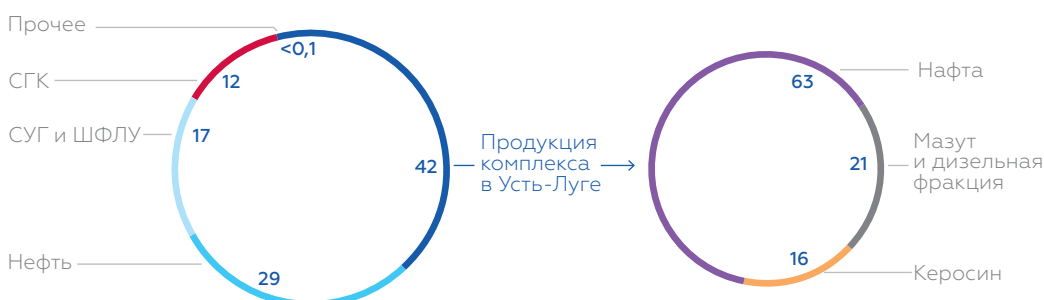 Прочее
<0,1
СГК
12
СУГ и ШФЛУ
17
42
Нефть
29
Продукция
комплекса
в Усть-Луге
63
Нафта
21
Мазут
и дизельная
фракция
16
Керосин